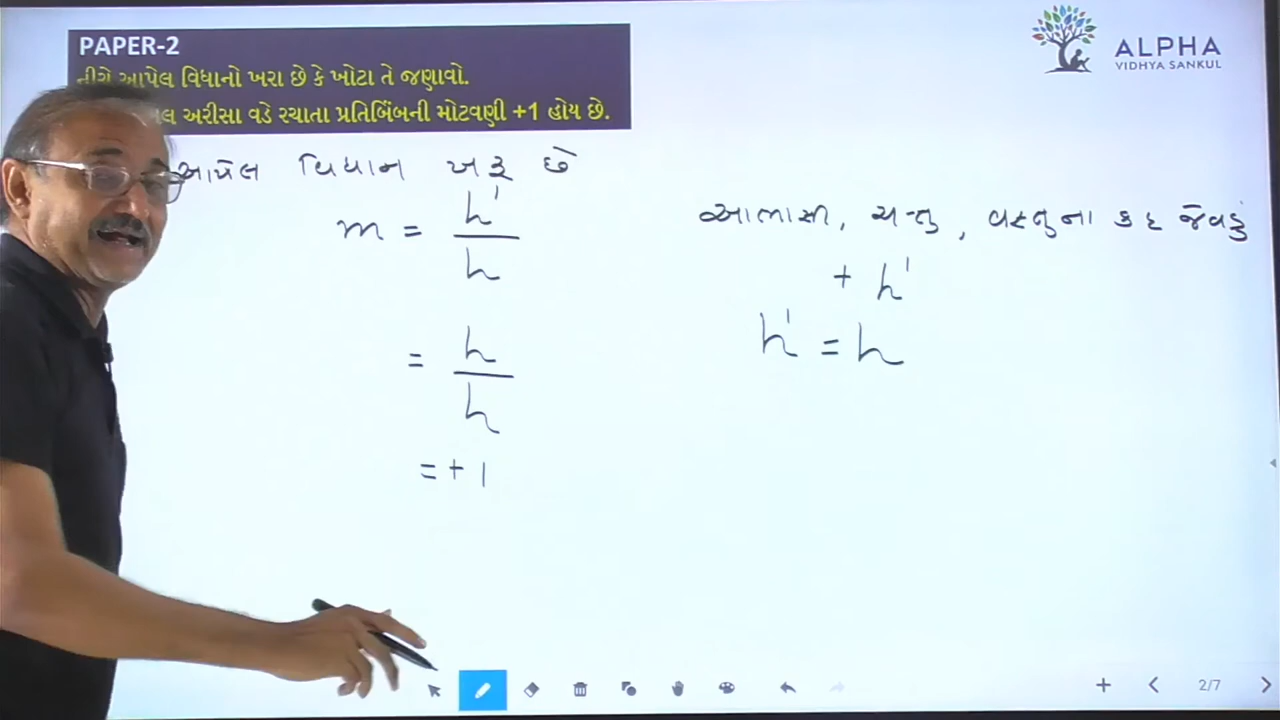 PAPER-2
નીચે આપેલ વિધાનો ખરા છે કે ખોટા તે જણાવો.
અરીસા વડે રચાતા પ્રતિબિંબની મોટવણી +1 હોય છે.
ALPHA
VIDHYA SANKUL
આપેલ વિધાન ખરૂ છે
m = h' / h
= h / h
= + 1
આભાસી, ચત્તુ, વસ્તુના કદ જેવડું
+ h'
h' = h
2/7